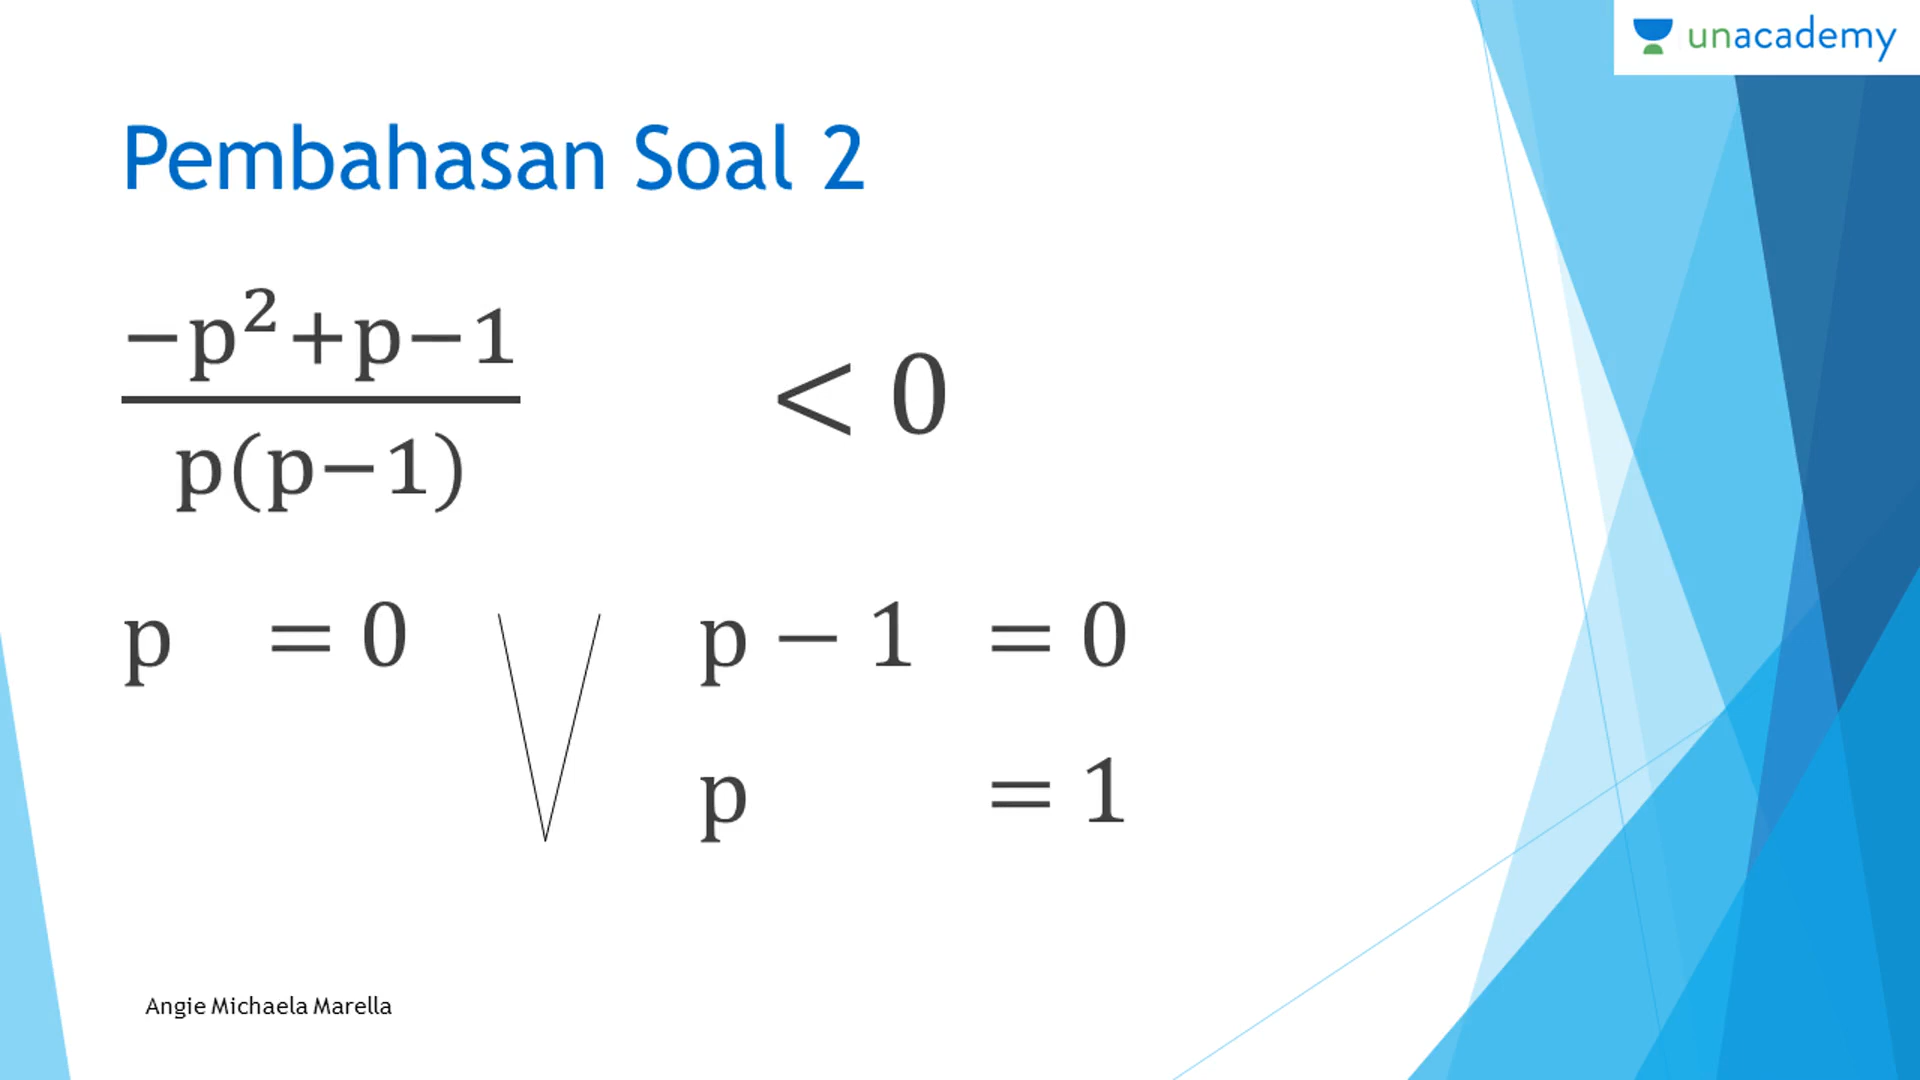 unacademy
Pembahasan Soal 2
−p²+p−1
p(p−1)
< 0
p = 0 p − 1 = 0
p = 1
Angie Michaela Marella